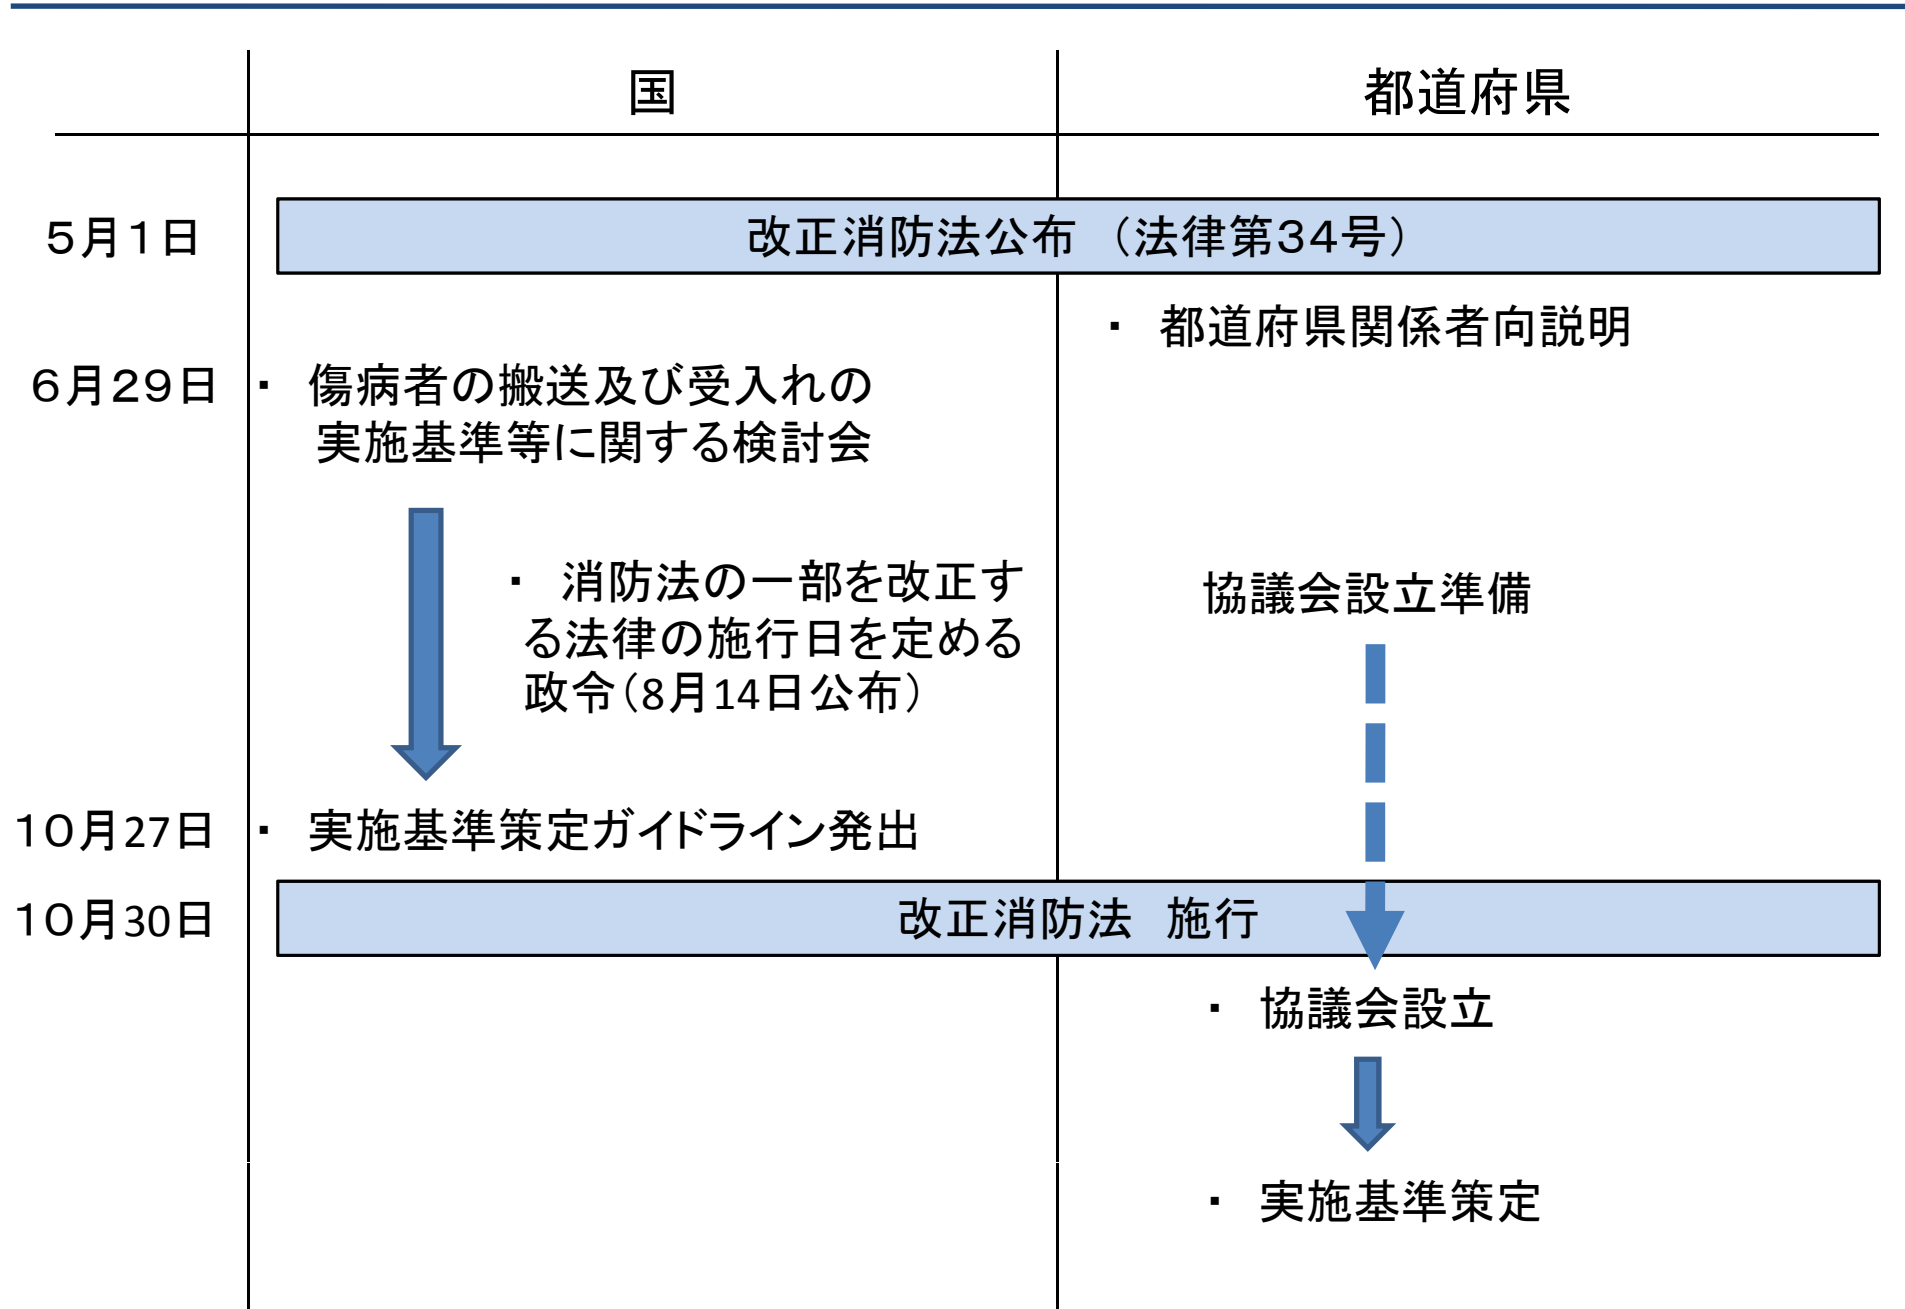 国
都道府県
５月１日
改正消防法公布 （法律第３４号）
・ 都道府県関係者向説明
６月２９日
・ 傷病者の搬送及び受入れの
実施基準等に関する検討会
・ 消防法の一部を改正す
る法律の施行日を定める
政令（8月14日公布）
協議会設立準備
１０月27日
・ 実施基準策定ガイドライン発出
１０月30日
改正消防法 施行
・ 協議会設立
・ 実施基準策定